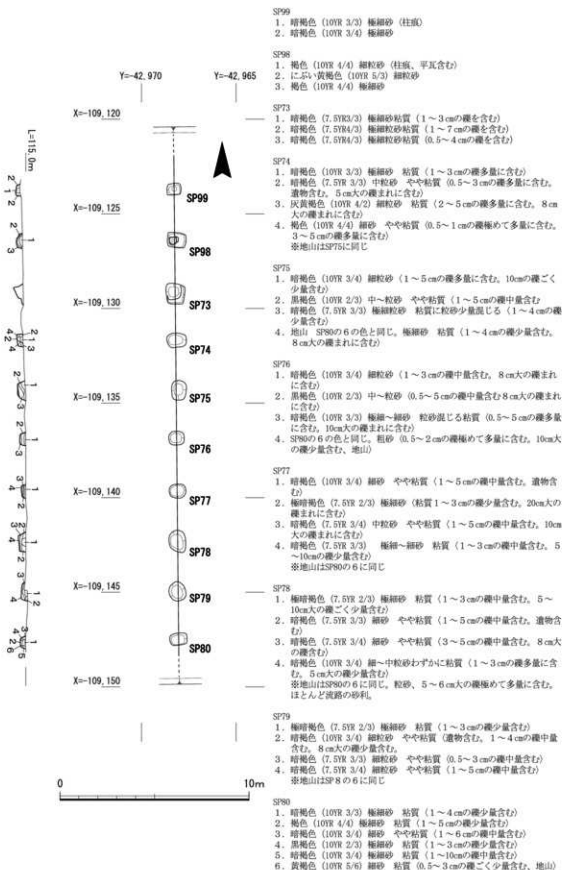 Y=-42,970
Y=-42,965
X=-109,120
L=115.0m
SP99
X=-109,125
SP98
X=-109,130
SP73
SP74
X=-109,135
SP75
SP76
X=-109,140
SP77
SP78
X=-109,145
SP79
SP80
X=-109,150
0
10m
SP99
1. 暗褐色 (10YR 3/3) 極細砂 (柱痕)
2. 暗褐色 (10YR 3/4) 極細砂
SP98
1. 褐色 (10YR 4/4) 細粒砂 (柱痕、平瓦含む)
2. にぶい黄褐色 (10YR 5/3) 細粒砂
3. 褐色 (10YR 4/4) 極細砂
SP73
1. 暗褐色 (7.5YR3/3) 極細粒砂粘質 (1～3㎝の礫を含む)
2. 暗褐色 (7.5YR4/3) 極細粒砂粘質 (1～7㎝の礫を含む)
3. 暗褐色 (7.5YR4/3) 極細粒砂粘質 (0.5～4㎝の礫を含む)
SP74
1. 暗褐色 (10YR 3/3) 極細砂 粘質 (1～3㎝の礫多量に含む)
2. 暗褐色 (7.5YR 3/3) 中粒砂 やや粘質 (0.5～3㎝の礫多量に含む。
遺物含む。5㎝大の礫まれに含む)
3. 灰黄褐色 (10YR 4/2) 細粒砂 粘質 (2～5㎝の礫多量に含む。8㎝
大の礫まれに含む)
4. 褐色 (10YR 4/4) 細砂 やや粘質 (0.5～1㎝の礫極めて多量に含む。
3～5㎝の礫多量に含む)
※地山はSP75に同じ
SP75
1. 暗褐色 (10YR 3/4) 細粒砂 (1～5㎝の礫多量に含む。10㎝の礫ごく
少量含む)
2. 黒褐色 (10YR 2/3) 中～粒砂 やや粘質 (1～5㎝の礫中量含む
3. 暗褐色 (7.5YR 3/3) 極細粒砂 粘質に粒砂少量混じる (1～4㎝の礫
少量含む)
4. 地山 SP80の6の色と同じ。極細砂 粘質 (1～4㎝の礫少量含む。
8㎝大の礫まれに含む)
SP76
1. 暗褐色 (10YR 3/4) 細粒砂 (1～3㎝の礫中量含む。8㎝大の礫まれ
に含む)
2. 黒褐色 (10YR 2/3) 中～粒砂 (0.5～5㎝の礫中量含む8㎝大の礫まれ
に含む)
3. 暗褐色 (10YR 3/3) 極細～細砂 粒砂混じる粘質 (0.5～5㎝の礫多量
に含む。10㎝大の礫まれに含む)
4. SP80の6の色と同じ。粗砂 (0.5～2㎝の礫極めて多量に含む。10㎝大
の礫少量含む、地山)
SP77
1. 暗褐色 (10YR 3/4) 細砂 やや粘質 (1～5㎝の礫中量含む。遺物含
む)
2. 極暗褐色 (7.5YR 2/3) 極細砂 (粘質1～3㎝の礫少量含む。20㎝大の
礫まれに含む)
3. 暗褐色 (7.5YR 3/4) 中粒砂 やや粘質 (1～5㎝の礫中量含む。10㎝
大の礫まれに含む)
4. 暗褐色 (7.5YR 3/3) 極細～細砂 粘質 (1～3㎝の礫中量含む。5
～10㎝の礫少量含む)
※地山はSP80の6に同じ
SP78
1. 極暗褐色 (7.5YR 2/3) 極細砂 粘質 (1～3㎝の礫中量含む。5～
10㎝大の礫ごく少量含む)
2. 暗褐色 (7.5YR 3/3) 細砂 やや粘質 (1～5㎝の礫中量含む。遺物含
む)
3. 暗褐色 (7.5YR 3/4) 細砂 やや粘質 (3～5㎝の礫中量含む。8㎝大
の礫含む)
4. 暗褐色 (10YR 3/4) 細～中粒砂わずかに粘質 (1～3㎝の礫多量に含
む。5㎝大の礫少量含む)
※地山はSP80の6に同じ。粒砂、5～6㎝大の礫極めて多量に含む。
ほとんど流路の砂利。
SP79
1. 極暗褐色 (7.5YR 2/3) 極細砂 粘質 (1～3㎝の礫少量含む)
2. 暗褐色 (10YR 3/4) 細粒砂 やや粘質 (遺物含む。1～4㎝の礫中量
含む。8㎝大の礫少量含む。
3. 暗褐色 (7.5YR 3/3) 細粒砂 やや粘質 (0.5～3㎝の礫中量含む)
4. 暗褐色 (7.5YR 3/4) 細粒砂 やや粘質 (1～5㎝の礫中量含む)
※地山はSP8の6に同じ
SP80
1. 暗褐色 (10YR 3/3) 極細砂 粘質 (1～4㎝の礫少量含む)
2. 褐色 (10YR 4/4) 極細砂 粘質 (1～5㎝の礫少量含む)
3. 暗褐色 (10YR 3/4) 細砂 やや粘質 (1～6㎝の礫中量含む)
4. 黒褐色 (10YR 2/3) 極細砂 粘質 (1～3㎝の礫少量含む)
5. 暗褐色 (10YR 3/4) 極細砂 粘質 (1～10㎝の礫中量含む)
6. 黄褐色 (10YR 5/6) 細砂 粘質 (0.5～3㎝の礫ごく少量含む、地山)